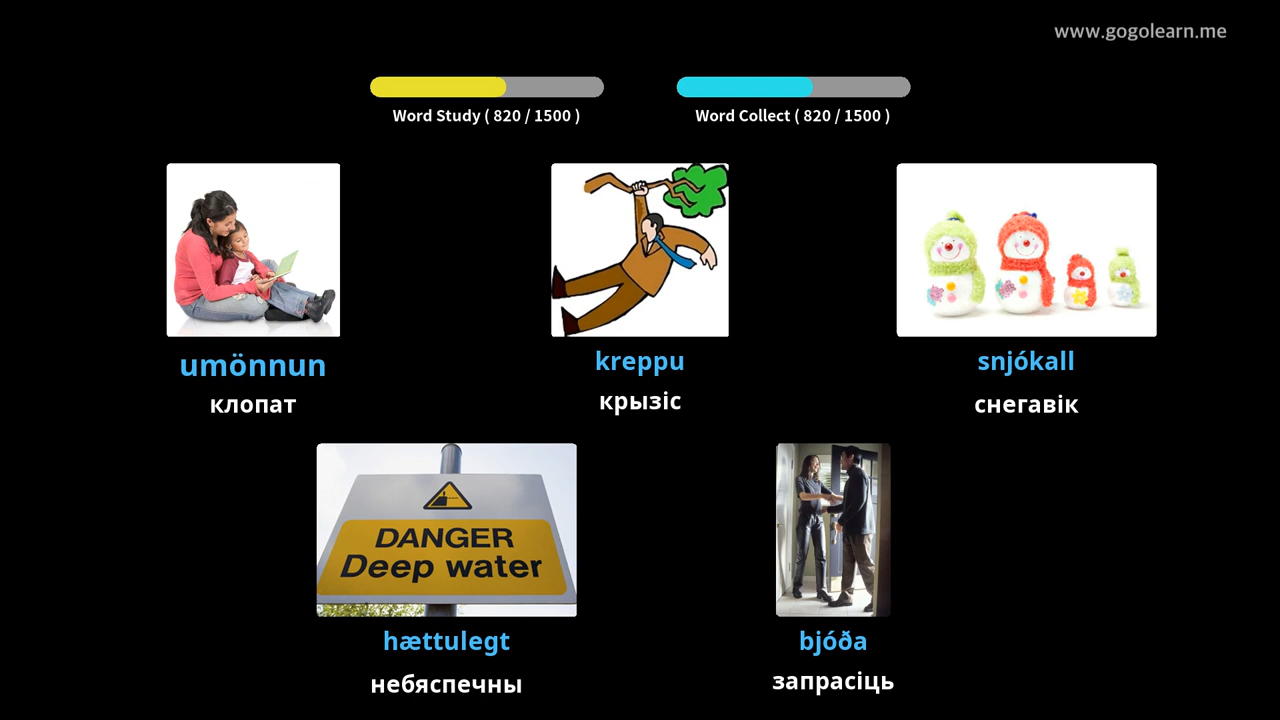 www.gogolearn.me
Word Study ( 820 / 1500 )
Word Collect ( 820 / 1500 )
umönnun
клопат
kreppu
крызіс
snjókall
снегавік
DANGER
Deep water
hættulegt
небяспечны
bjóða
запрасіць